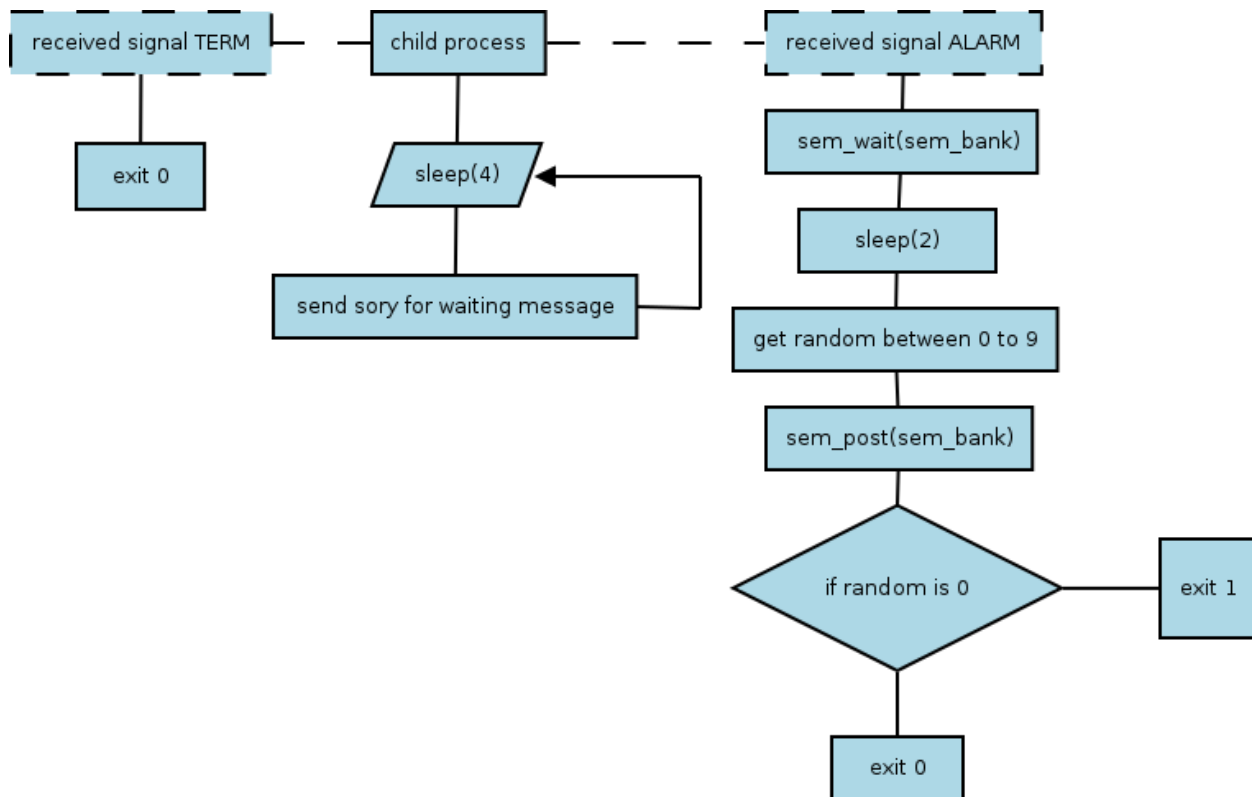 received signal TERM
child process
received signal ALARM
exit 0
sleep(4)
send sory for waiting message
sem_wait(sem_bank)
sleep(2)
get random between 0 to 9
sem_post(sem_bank)
if random is 0
exit 1
exit 0